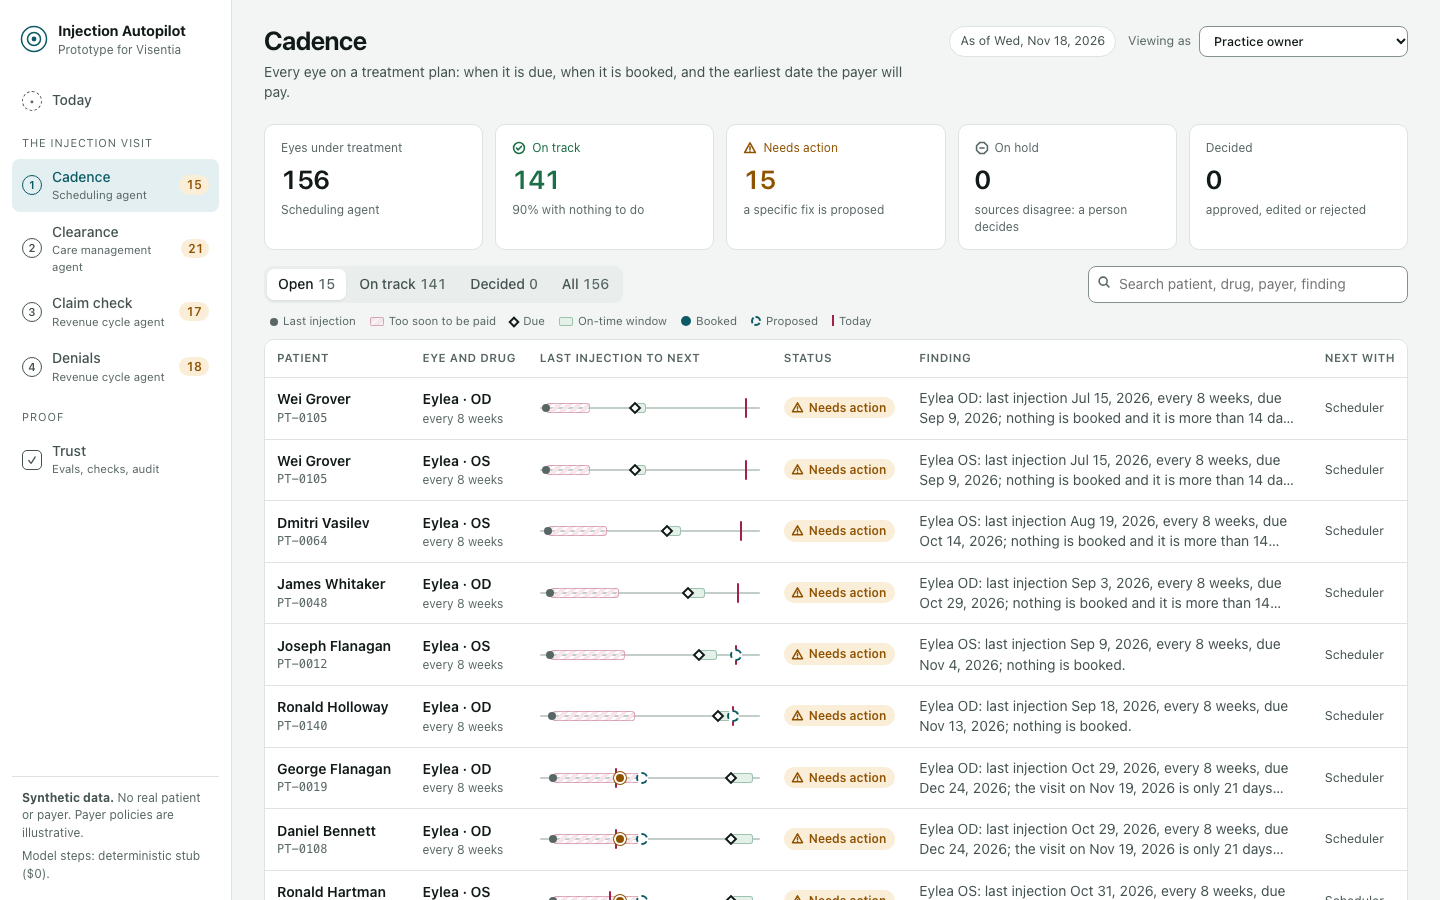 Injection Autopilot
Prototype for Visentia
Today
THE INJECTION VISIT
1
Cadence
Scheduling agent
15
2
Clearance
Care management
agent
21
3
Claim check
Revenue cycle agent
17
4
Denials
Revenue cycle agent
18
PROOF
Trust
Evals, checks, audit
Synthetic data. No real patient
or payer. Payer policies are
illustrative.
Model steps: deterministic stub
($0).
Cadence
Every eye on a treatment plan: when it is due, when it is booked, and the earliest date the payer will
pay.
As of Wed, Nov 18, 2026
Viewing as
Practice owner
Eyes under treatment
156
Scheduling agent
On track
141
90% with nothing to do
Needs action
15
a specific fix is proposed
On hold
0
sources disagree: a person
decides
Decided
0
approved, edited or rejected
Open 15
On track 141
Decided 0
All 156
Search patient, drug, payer, finding
Last injection
Too soon to be paid
Due
On-time window
Booked
Proposed
Today
PATIENT EYE AND DRUG LAST INJECTION TO NEXT STATUS FINDING NEXT WITH
Wei Grover
PT-0105
Eylea · OD
every 8 weeks
Needs action
Eylea OD: last injection Jul 15, 2026, every 8 weeks, due
Sep 9, 2026; nothing is booked and it is more than 14 da...
Scheduler
Wei Grover
PT-0105
Eylea · OS
every 8 weeks
Needs action
Eylea OS: last injection Jul 15, 2026, every 8 weeks, due
Sep 9, 2026; nothing is booked and it is more than 14 da...
Scheduler
Dmitri Vasilev
PT-0064
Eylea · OS
every 8 weeks
Needs action
Eylea OS: last injection Aug 19, 2026, every 8 weeks, due
Oct 14, 2026; nothing is booked and it is more than 14...
Scheduler
James Whitaker
PT-0048
Eylea · OD
every 8 weeks
Needs action
Eylea OD: last injection Sep 3, 2026, every 8 weeks, due
Oct 29, 2026; nothing is booked and it is more than 14...
Scheduler
Joseph Flanagan
PT-0012
Eylea · OS
every 8 weeks
Needs action
Eylea OS: last injection Sep 9, 2026, every 8 weeks, due
Nov 4, 2026; nothing is booked.
Scheduler
Ronald Holloway
PT-0140
Eylea · OD
every 8 weeks
Needs action
Eylea OD: last injection Sep 18, 2026, every 8 weeks, due
Nov 13, 2026; nothing is booked.
Scheduler
George Flanagan
PT-0019
Eylea · OD
every 8 weeks
Needs action
Eylea OD: last injection Oct 29, 2026, every 8 weeks, due
Dec 24, 2026; the visit on Nov 19, 2026 is only 21 days...
Scheduler
Daniel Bennett
PT-0108
Eylea · OD
every 8 weeks
Needs action
Eylea OD: last injection Oct 29, 2026, every 8 weeks, due
Dec 24, 2026; the visit on Nov 19, 2026 is only 21 days...
Scheduler
Ronald Hartman
Eylea · OS
Needs action
Eylea OS: last injection Oct 31, 2026, every 8 weeks, due
Scheduler